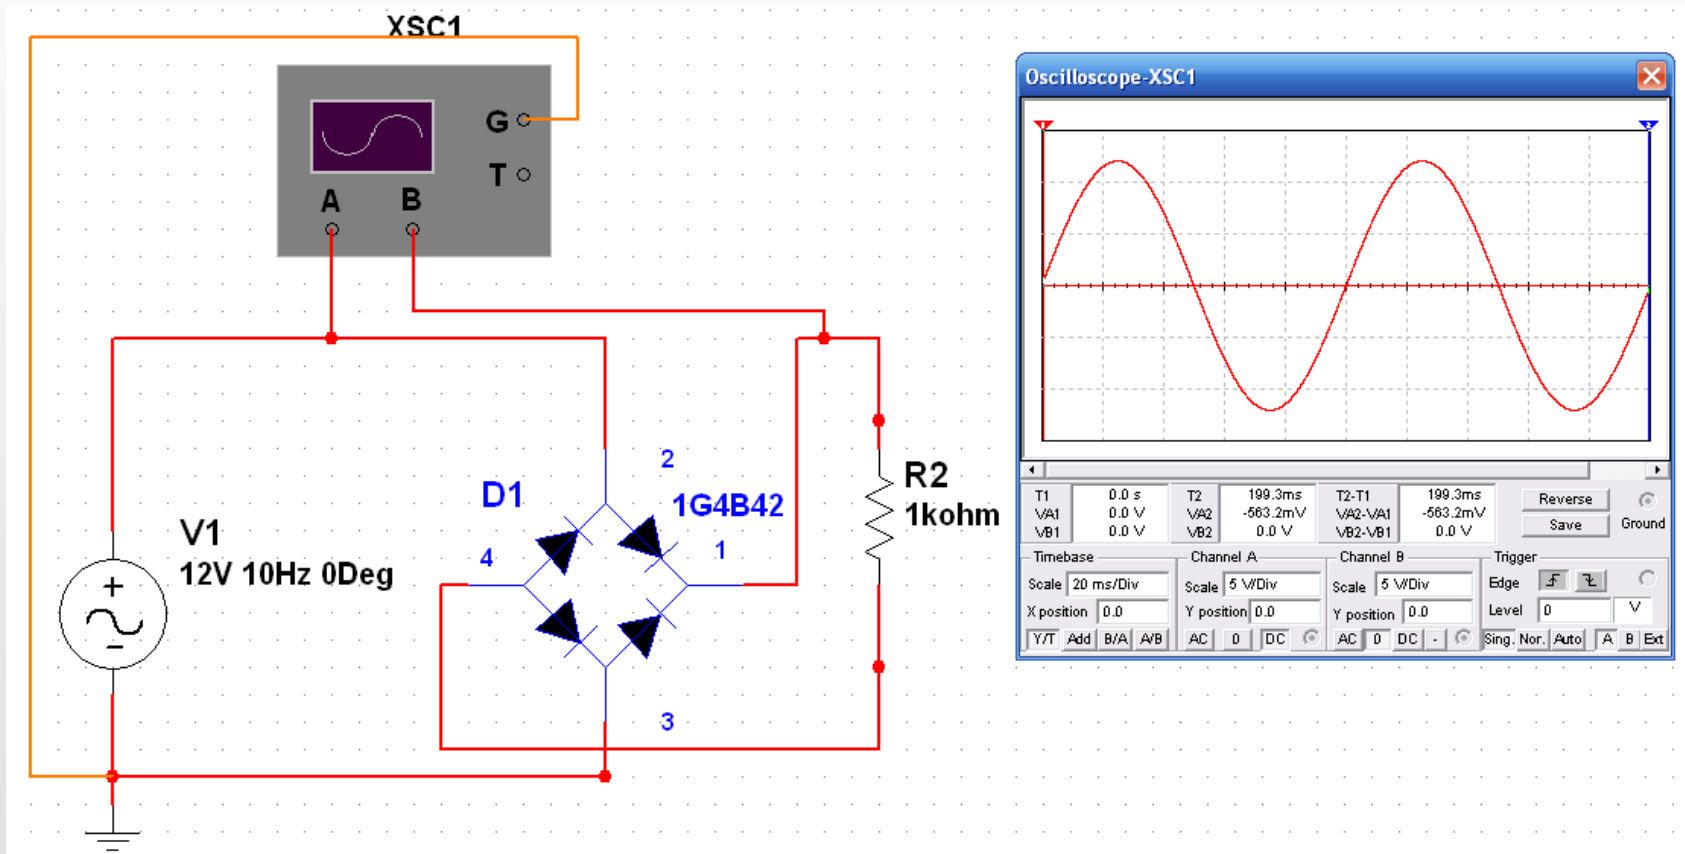 XSC1
G
T
A B
V1
12V 10Hz 0Deg
D1
1G4B42
2
4
1
3
R2
1kohm
Oscilloscope-XSC1
1 2
T1 0.0 s T2 199.3ms T2-T1 199.3ms
VA1 0.0 V VA2 -563.2mV VA2-VA1 -563.2mV
VB1 0.0 V VB2 0.0 V VB2-VB1 0.0 V
Reverse
Save
Ground
Timebase
Scale 20 ms/Div
X position 0.0
Y/T Add B/A A/B
Channel A
Scale 5 V/Div
Y position 0.0
AC 0 DC
Channel B
Scale 5 V/Div
Y position 0.0
AC 0 DC -
Trigger
Edge
Level 0 V
Sing. Nor. Auto A B Ext